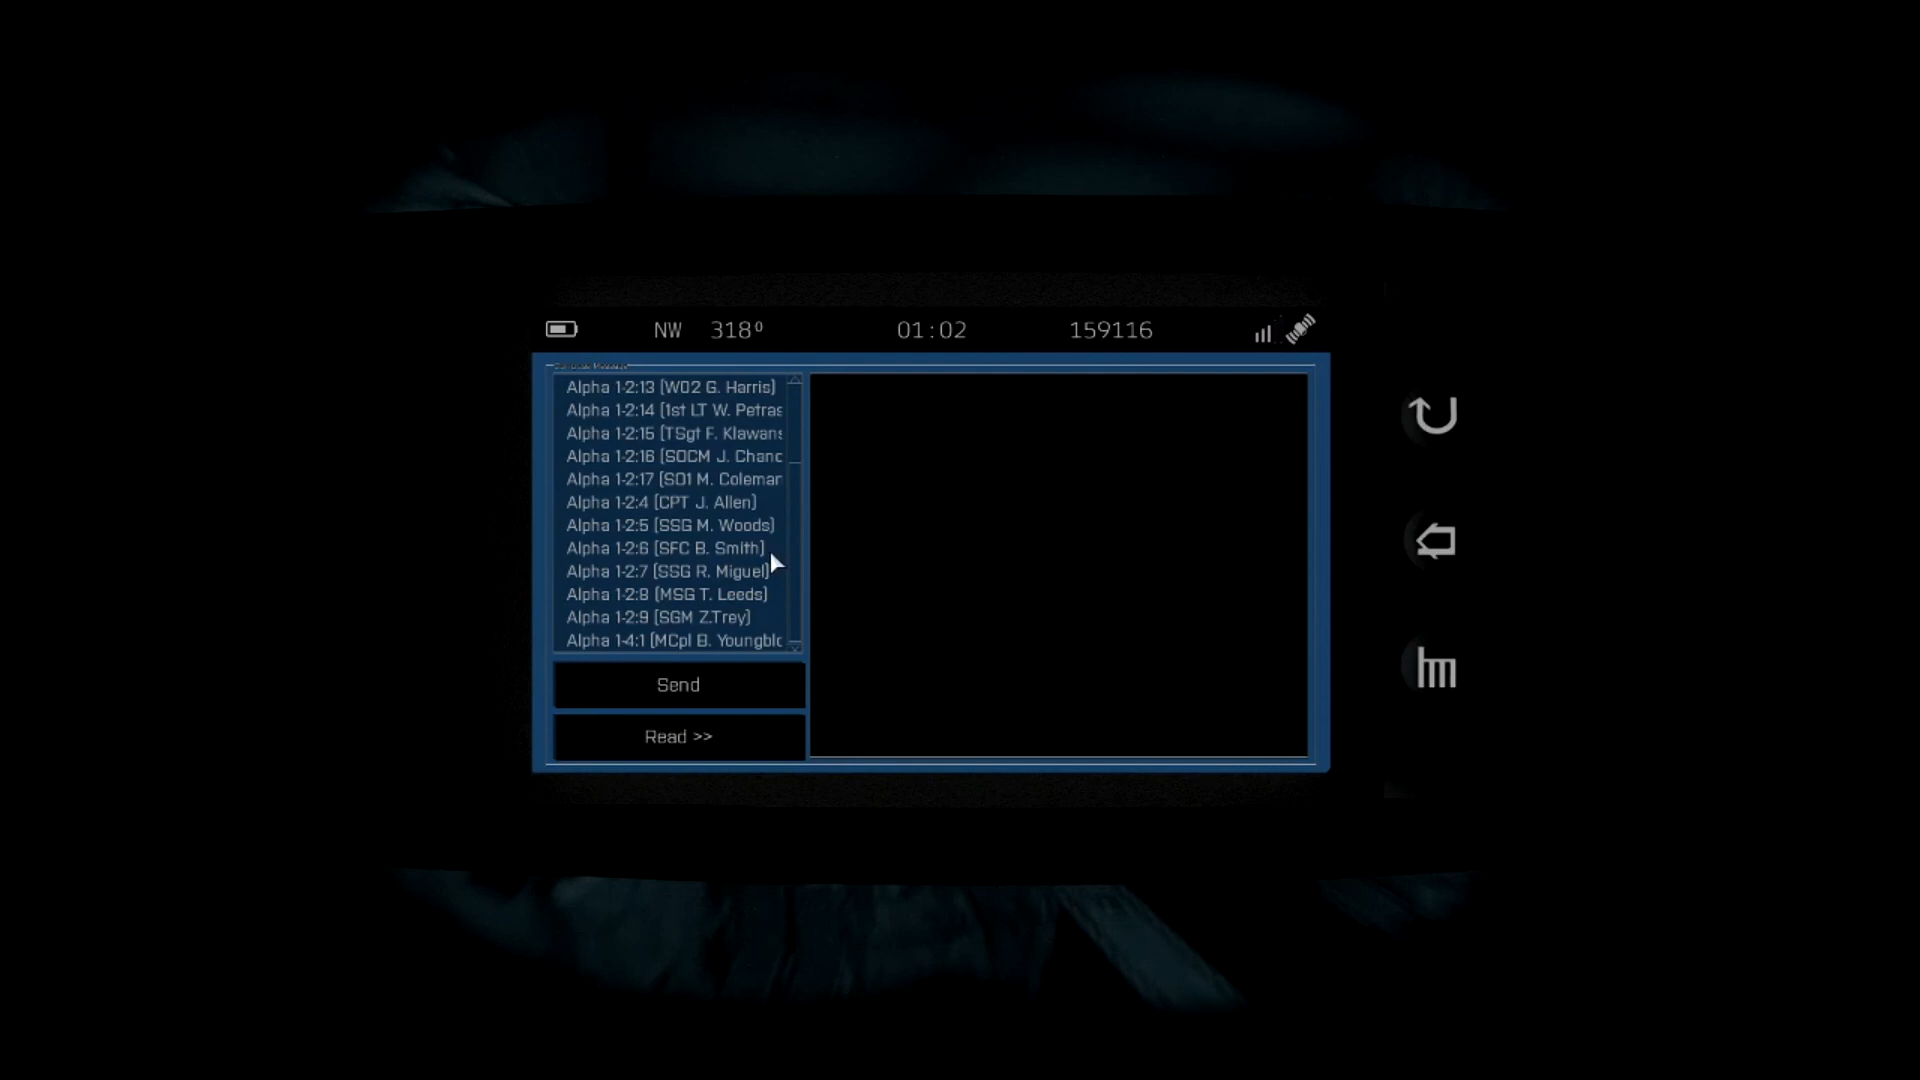 NW 318º 01:02 159116
Alpha 1-2:13 (WO2 G. Harris)
Alpha 1-2:14 (1st LT W. Petras
Alpha 1-2:15 (TSgt F. Klawans
Alpha 1-2:16 (SOCM J. Chanc
Alpha 1-2:17 (SO1 M. Coleman
Alpha 1-2:4 (CPT J. Allen)
Alpha 1-2:5 (SSG M. Woods)
Alpha 1-2:6 (SFC B. Smith)
Alpha 1-2:7 (SSG R. Miguel)
Alpha 1-2:8 (MSG T. Leeds)
Alpha 1-2:9 (SGM Z.Trey)
Alpha 1-4:1 (MCpl B. Youngblo
Send
Read >>